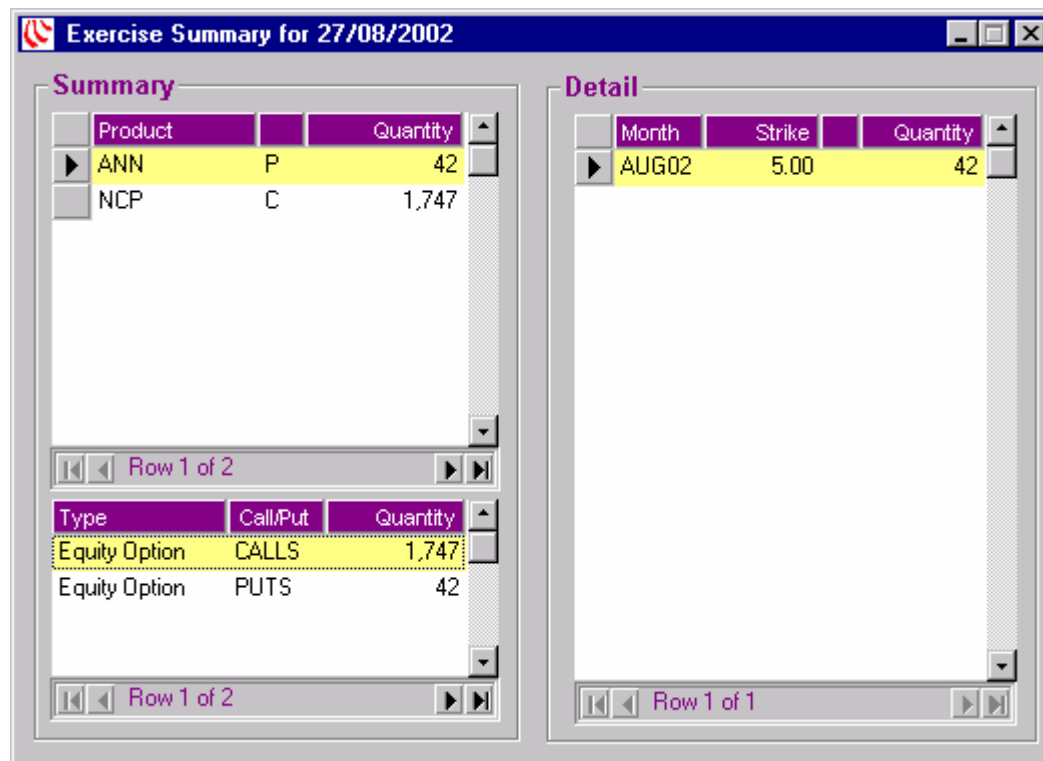 Exercise Summary for 27/08/2002
Summary
Product Quantity
ANN P 42
NCP C 1,747
Row 1 of 2
Type Call/Put Quantity
Equity Option CALLS 1,747
Equity Option PUTS 42
Row 1 of 2
Detail
Month Strike Quantity
AUG02 5.00 42
Row 1 of 1